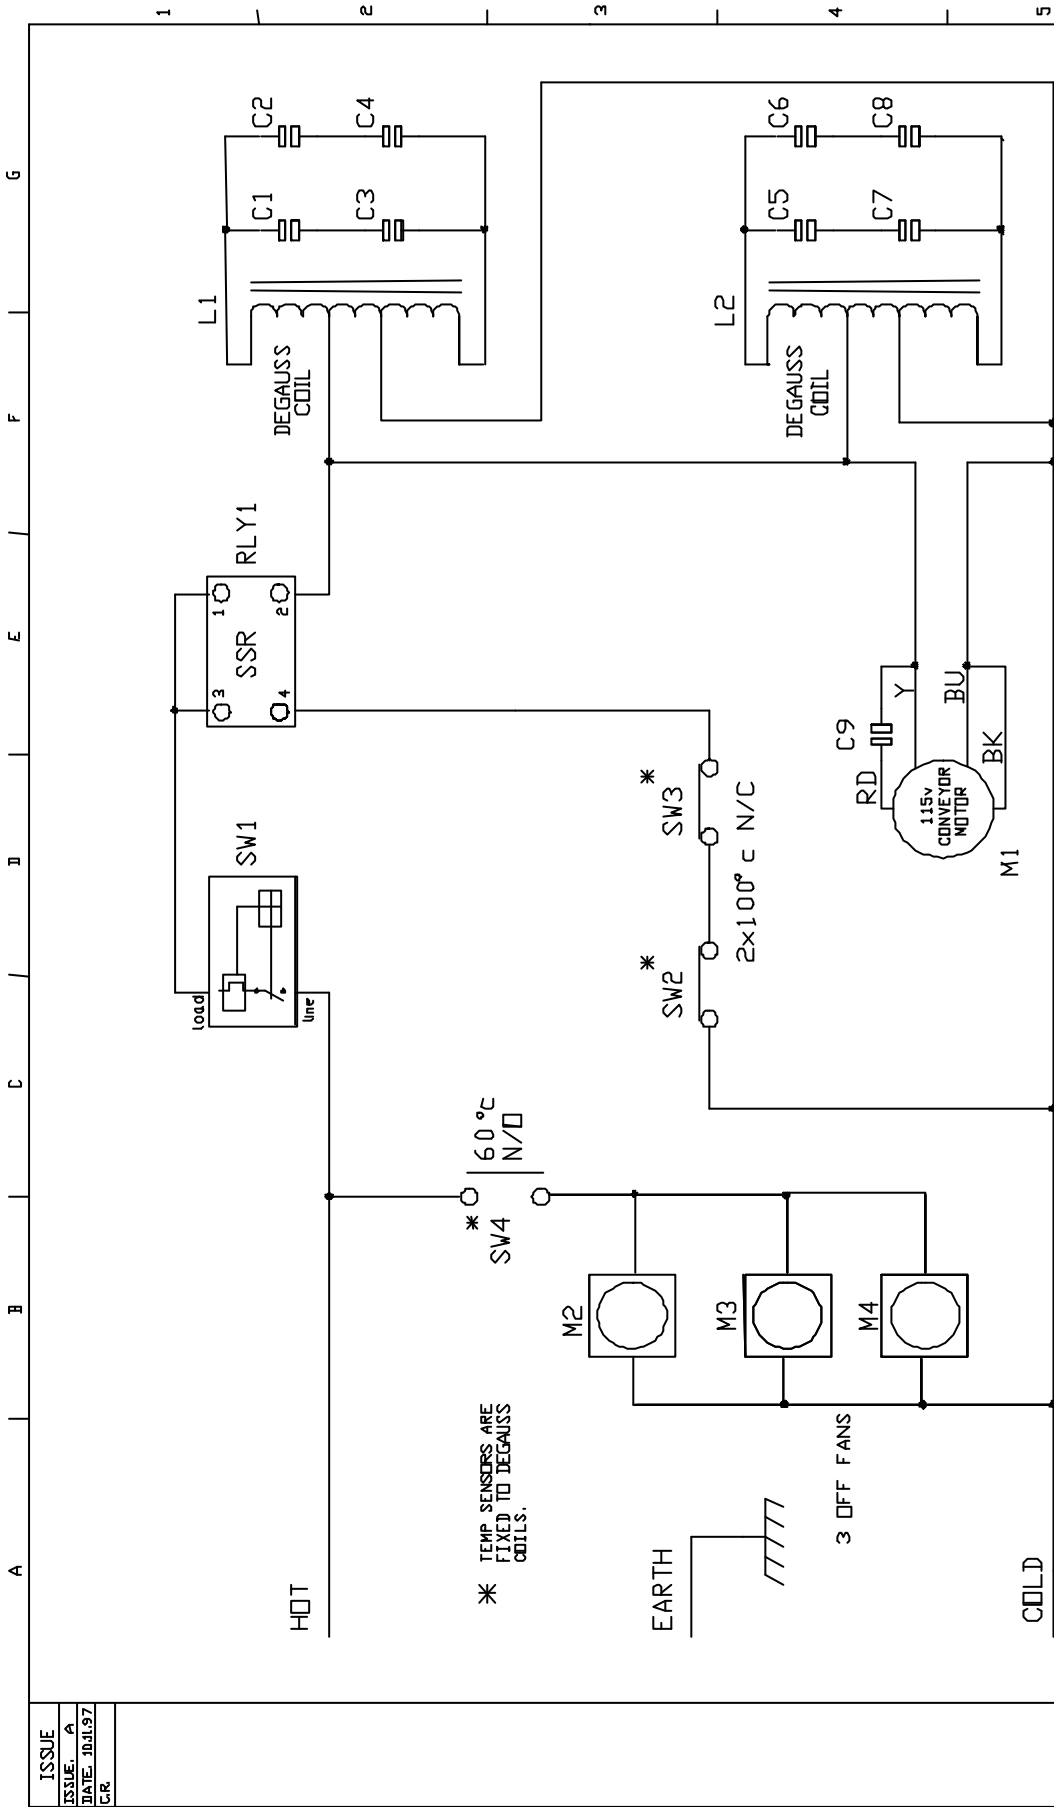 ISSUE
ISSUE. A
DATE. 10.11.97
C.R.
A
B
C
D
E
F
G
1
2
3
4
5
HOT
EARTH
COLD
* TEMP SENSORS ARE
FIXED TO DEGAUSS
COILS.
3 OFF FANS
M2
M3
M4
*
SW4
60°c
N/O
load
line
SW1
*
SW2
*
SW3
2x100°c N/C
RLY1
SSR
1
2
3
4
DEGAUSS
COIL
L1
C1
C2
C3
C4
DEGAUSS
COIL
L2
C5
C6
C7
C8
C9
RD
Y
BU
BK
115v
CONVEYOR
MOTOR
M1